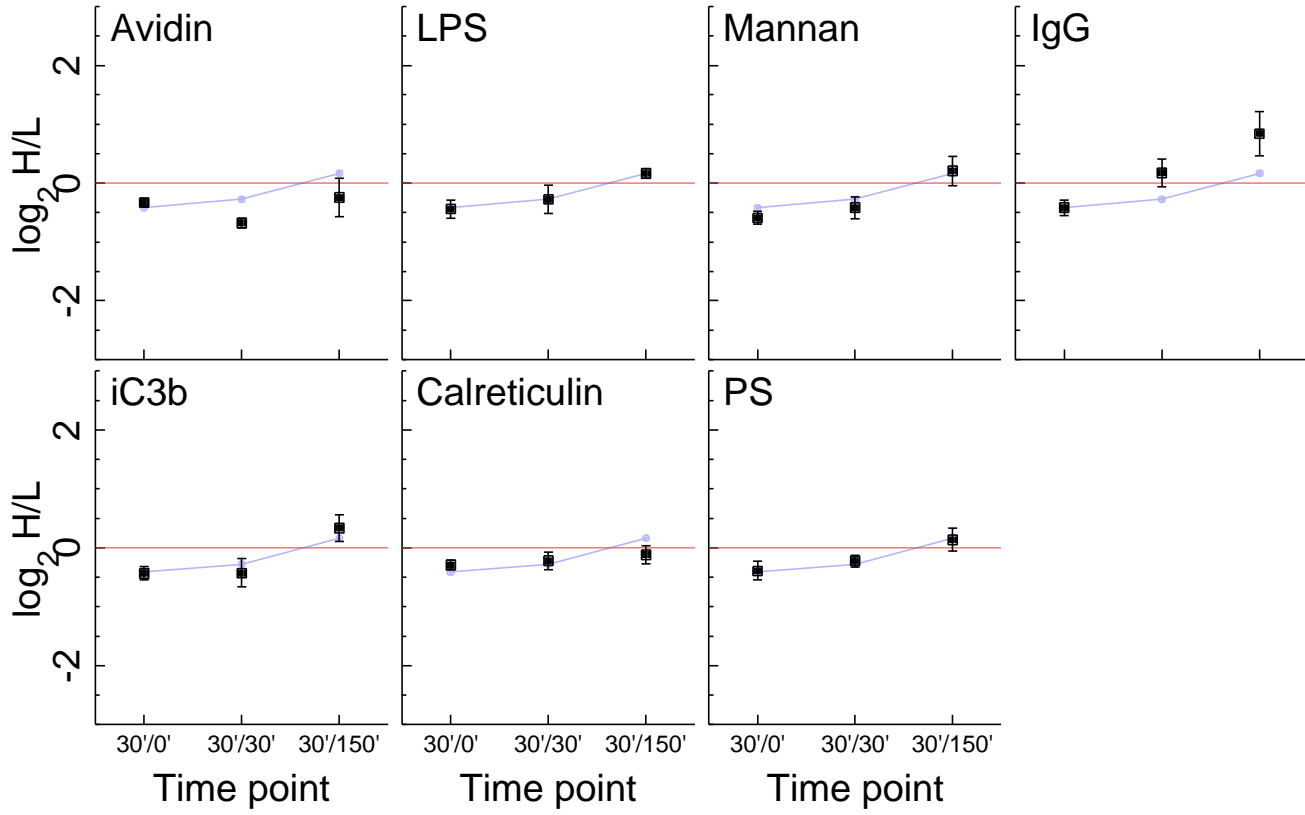 Avidin
LPS
Mannan
IgG
2
0
-2
log2 H/L
iC3b
Calreticulin
PS
2
0
-2
log2 H/L
30'/0' 30'/30' 30'/150'
30'/0' 30'/30' 30'/150'
30'/0' 30'/30' 30'/150'
Time point
Time point
Time point